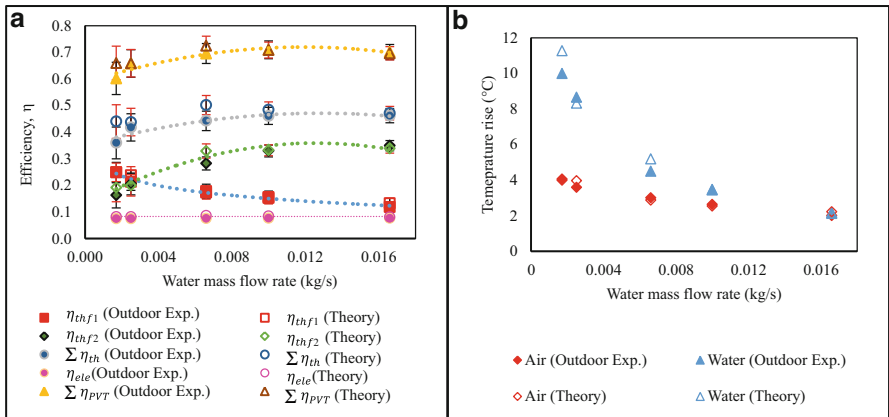 a
0.8
0.7
0.6
0.5
0.4
0.3
0.2
0.1
0.0
Efficiency, η
0.000 0.004 0.008 0.012 0.016
Water mass flow rate (kg/s)
η_thf1 (Outdoor Exp.) η_thf1 (Theory)
η_thf2 (Outdoor Exp.) η_thf2 (Theory)
∑ η_th (Outdoor Exp.) ∑ η_th (Theory)
η_ele(Outdoor Exp.) η_ele(Theory)
∑ η_PVT (Outdoor Exp.) ∑ η_PVT (Theory)
b
12
10
8
6
4
2
0
Temeprature rise (°C)
0 0.004 0.008 0.012 0.016
Water mass flow rate (kg/s)
Air (Outdoor Exp.) Water (Outdoor Exp.)
Air (Theory) Water (Theory)